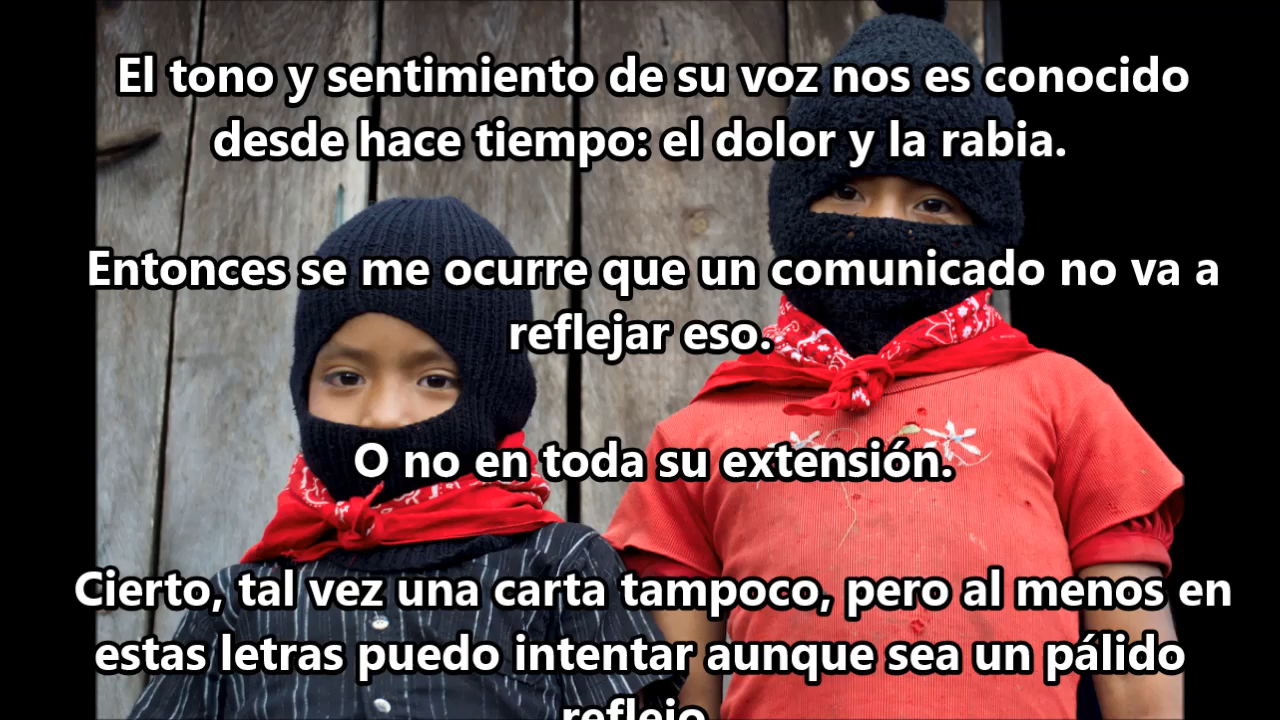 El tono y sentimiento de su voz nos es conocido
desde hace tiempo: el dolor y la rabia.
Entonces se me ocurre que un comunicado no va a
reflejar eso.
O no en toda su extensión.
Cierto, tal vez una carta tampoco, pero al menos en
estas letras puedo intentar aunque sea un pálido
reflejo